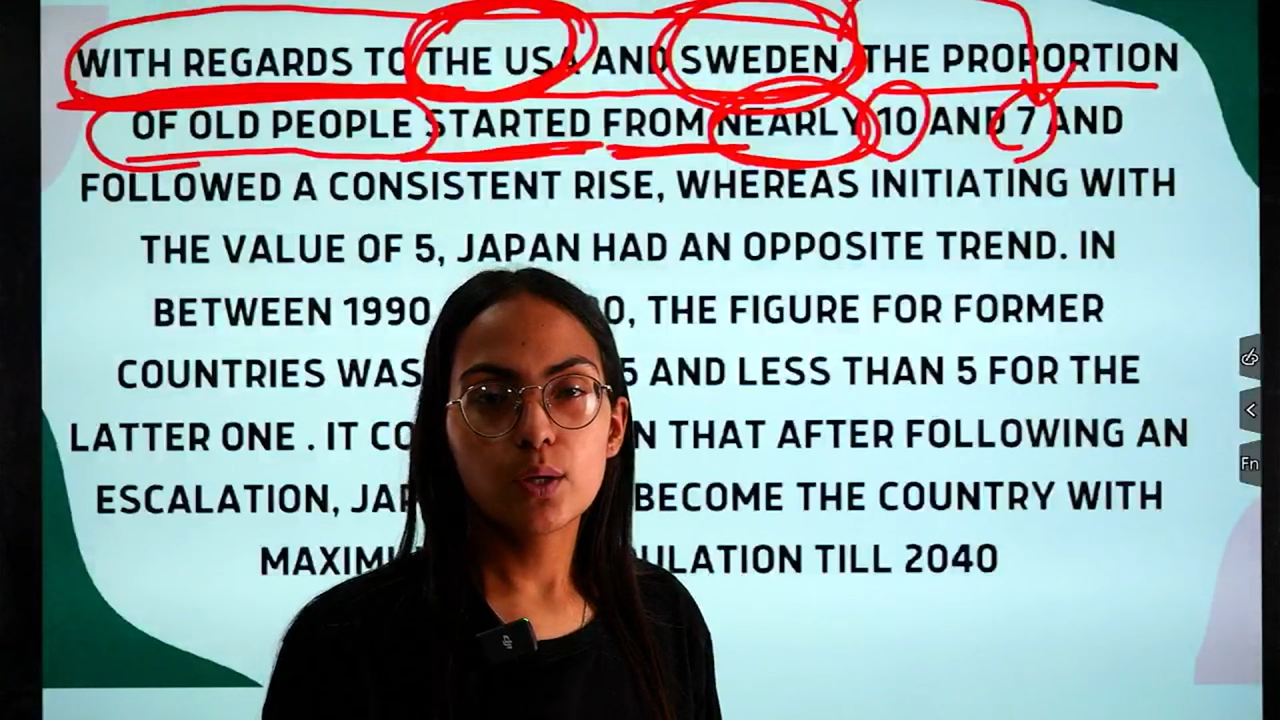 WITH REGARDS TO THE USA AND SWEDEN, THE PROPORTION
OF OLD PEOPLE STARTED FROM NEARLY 10 AND 7 AND
FOLLOWED A CONSISTENT RISE, WHEREAS INITIATING WITH
THE VALUE OF 5, JAPAN HAD AN OPPOSITE TREND. IN
BETWEEN 1990 0, THE FIGURE FOR FORMER
COUNTRIES WAS 5 AND LESS THAN 5 FOR THE
LATTER ONE . IT THAT AFTER FOLLOWING AN
ESCALATION, BECOME THE COUNTRY WITH
TILL 2040
Fn